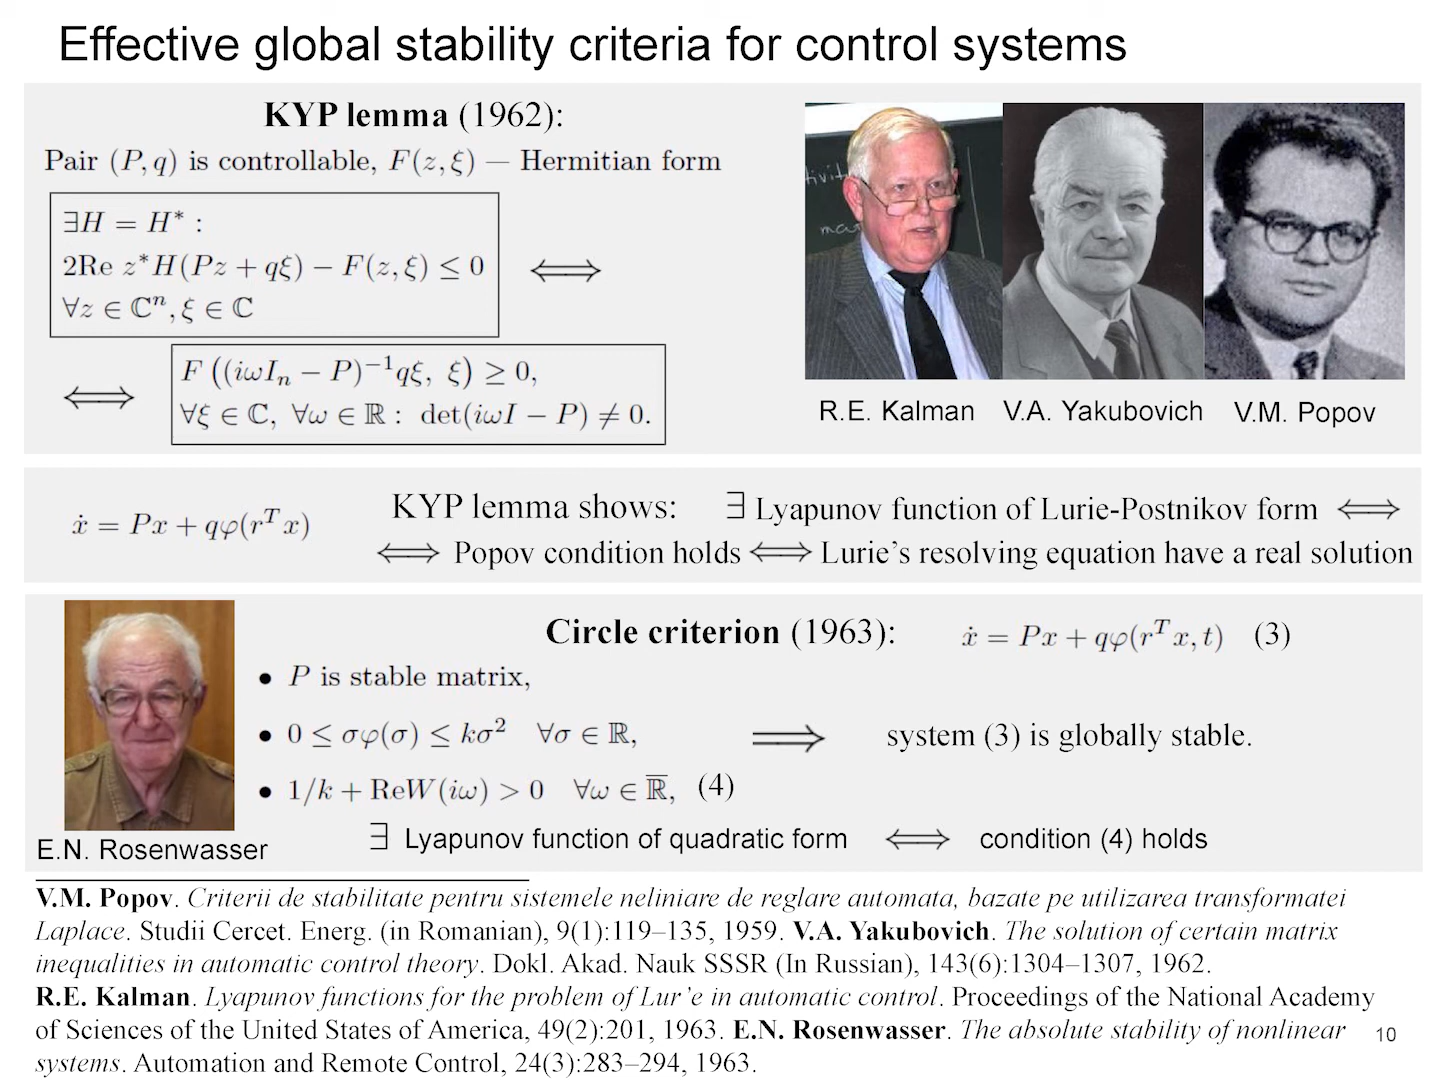 Effective global stability criteria for control systems
KYP lemma (1962):
Pair (P, q) is controllable, F(z, ξ) — Hermitian form
∃H = H* :
2Re z*H(Pz + qξ) − F(z, ξ) ≤ 0
∀z ∈ ℂⁿ, ξ ∈ ℂ
⟺
⟺
F ((iωIₙ − P)⁻¹qξ, ξ) ≥ 0,
∀ξ ∈ ℂ, ∀ω ∈ ℝ : det(iωI − P) ≠ 0.
tivit
ma
R.E. Kalman V.A. Yakubovich V.M. Popov
ẋ = Px + qφ(rᵀx)
KYP lemma shows: ∃ Lyapunov function of Lurie-Postnikov form ⟺
⟺ Popov condition holds ⟺ Lurie's resolving equation have a real solution
Circle criterion (1963): ẋ = Px + qφ(rᵀx, t) (3)
• P is stable matrix,
• 0 ≤ σφ(σ) ≤ kσ² ∀σ ∈ ℝ, ⟹ system (3) is globally stable.
• 1/k + ReW(iω) > 0 ∀ω ∈ ℝ̅, (4)
∃ Lyapunov function of quadratic form ⟺ condition (4) holds
E.N. Rosenwasser
V.M. Popov. Criterii de stabilitate pentru sistemele neliniare de reglare automata, bazate pe utilizarea transformatei
Laplace. Studii Cercet. Energ. (in Romanian), 9(1):119–135, 1959. V.A. Yakubovich. The solution of certain matrix
inequalities in automatic control theory. Dokl. Akad. Nauk SSSR (In Russian), 143(6):1304–1307, 1962.
R.E. Kalman. Lyapunov functions for the problem of Lur'e in automatic control. Proceedings of the National Academy
of Sciences of the United States of America, 49(2):201, 1963. E.N. Rosenwasser. The absolute stability of nonlinear
systems. Automation and Remote Control, 24(3):283–294, 1963.
10